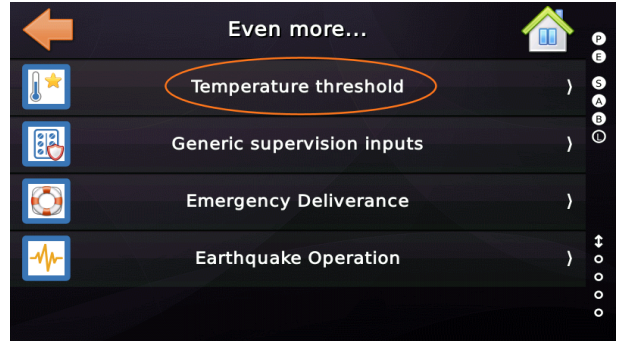 Even more...
Temperature threshold
Generic supervision inputs
Emergency Deliverance
Earthquake Operation
P
E
S
A
B
L